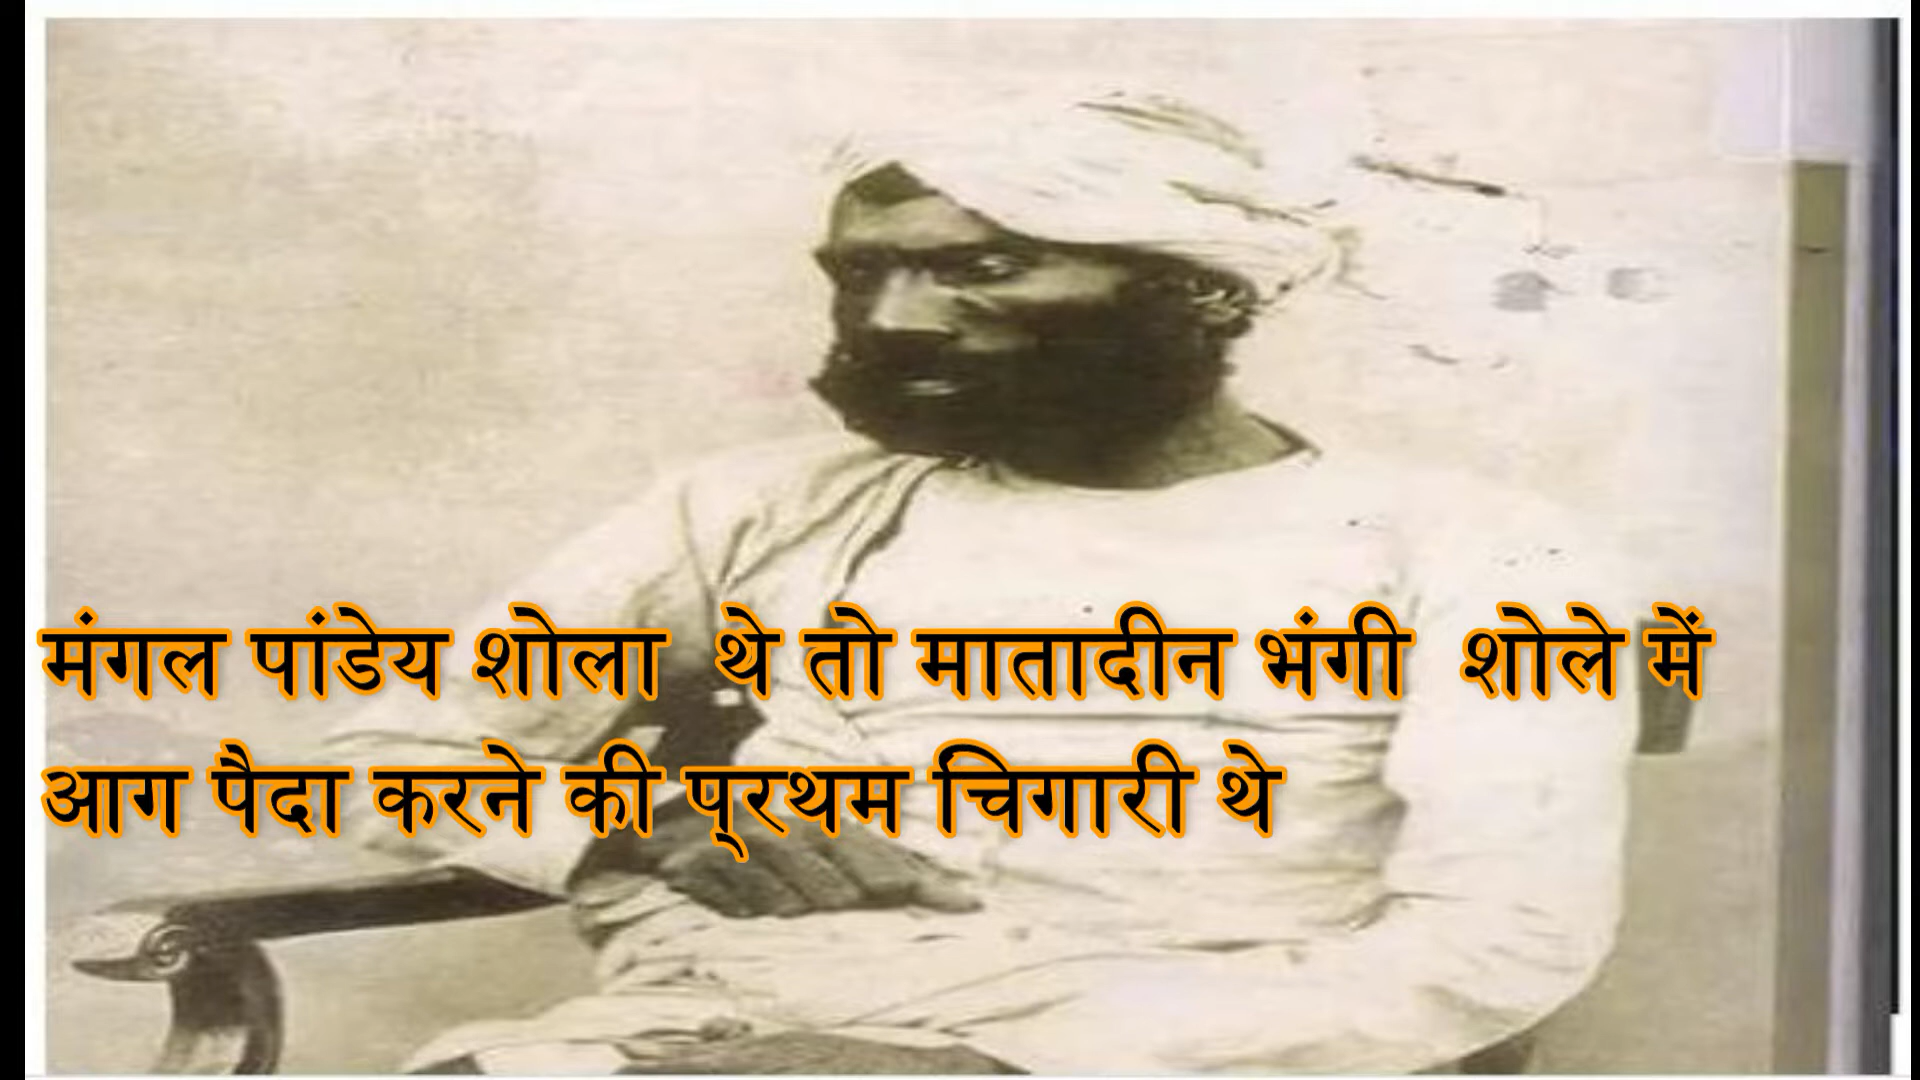 मंगल पांडेय शोला थे तो मातादीन भंगी शोले में
आग पैदा करने की प्‌रथम चिगारी थे